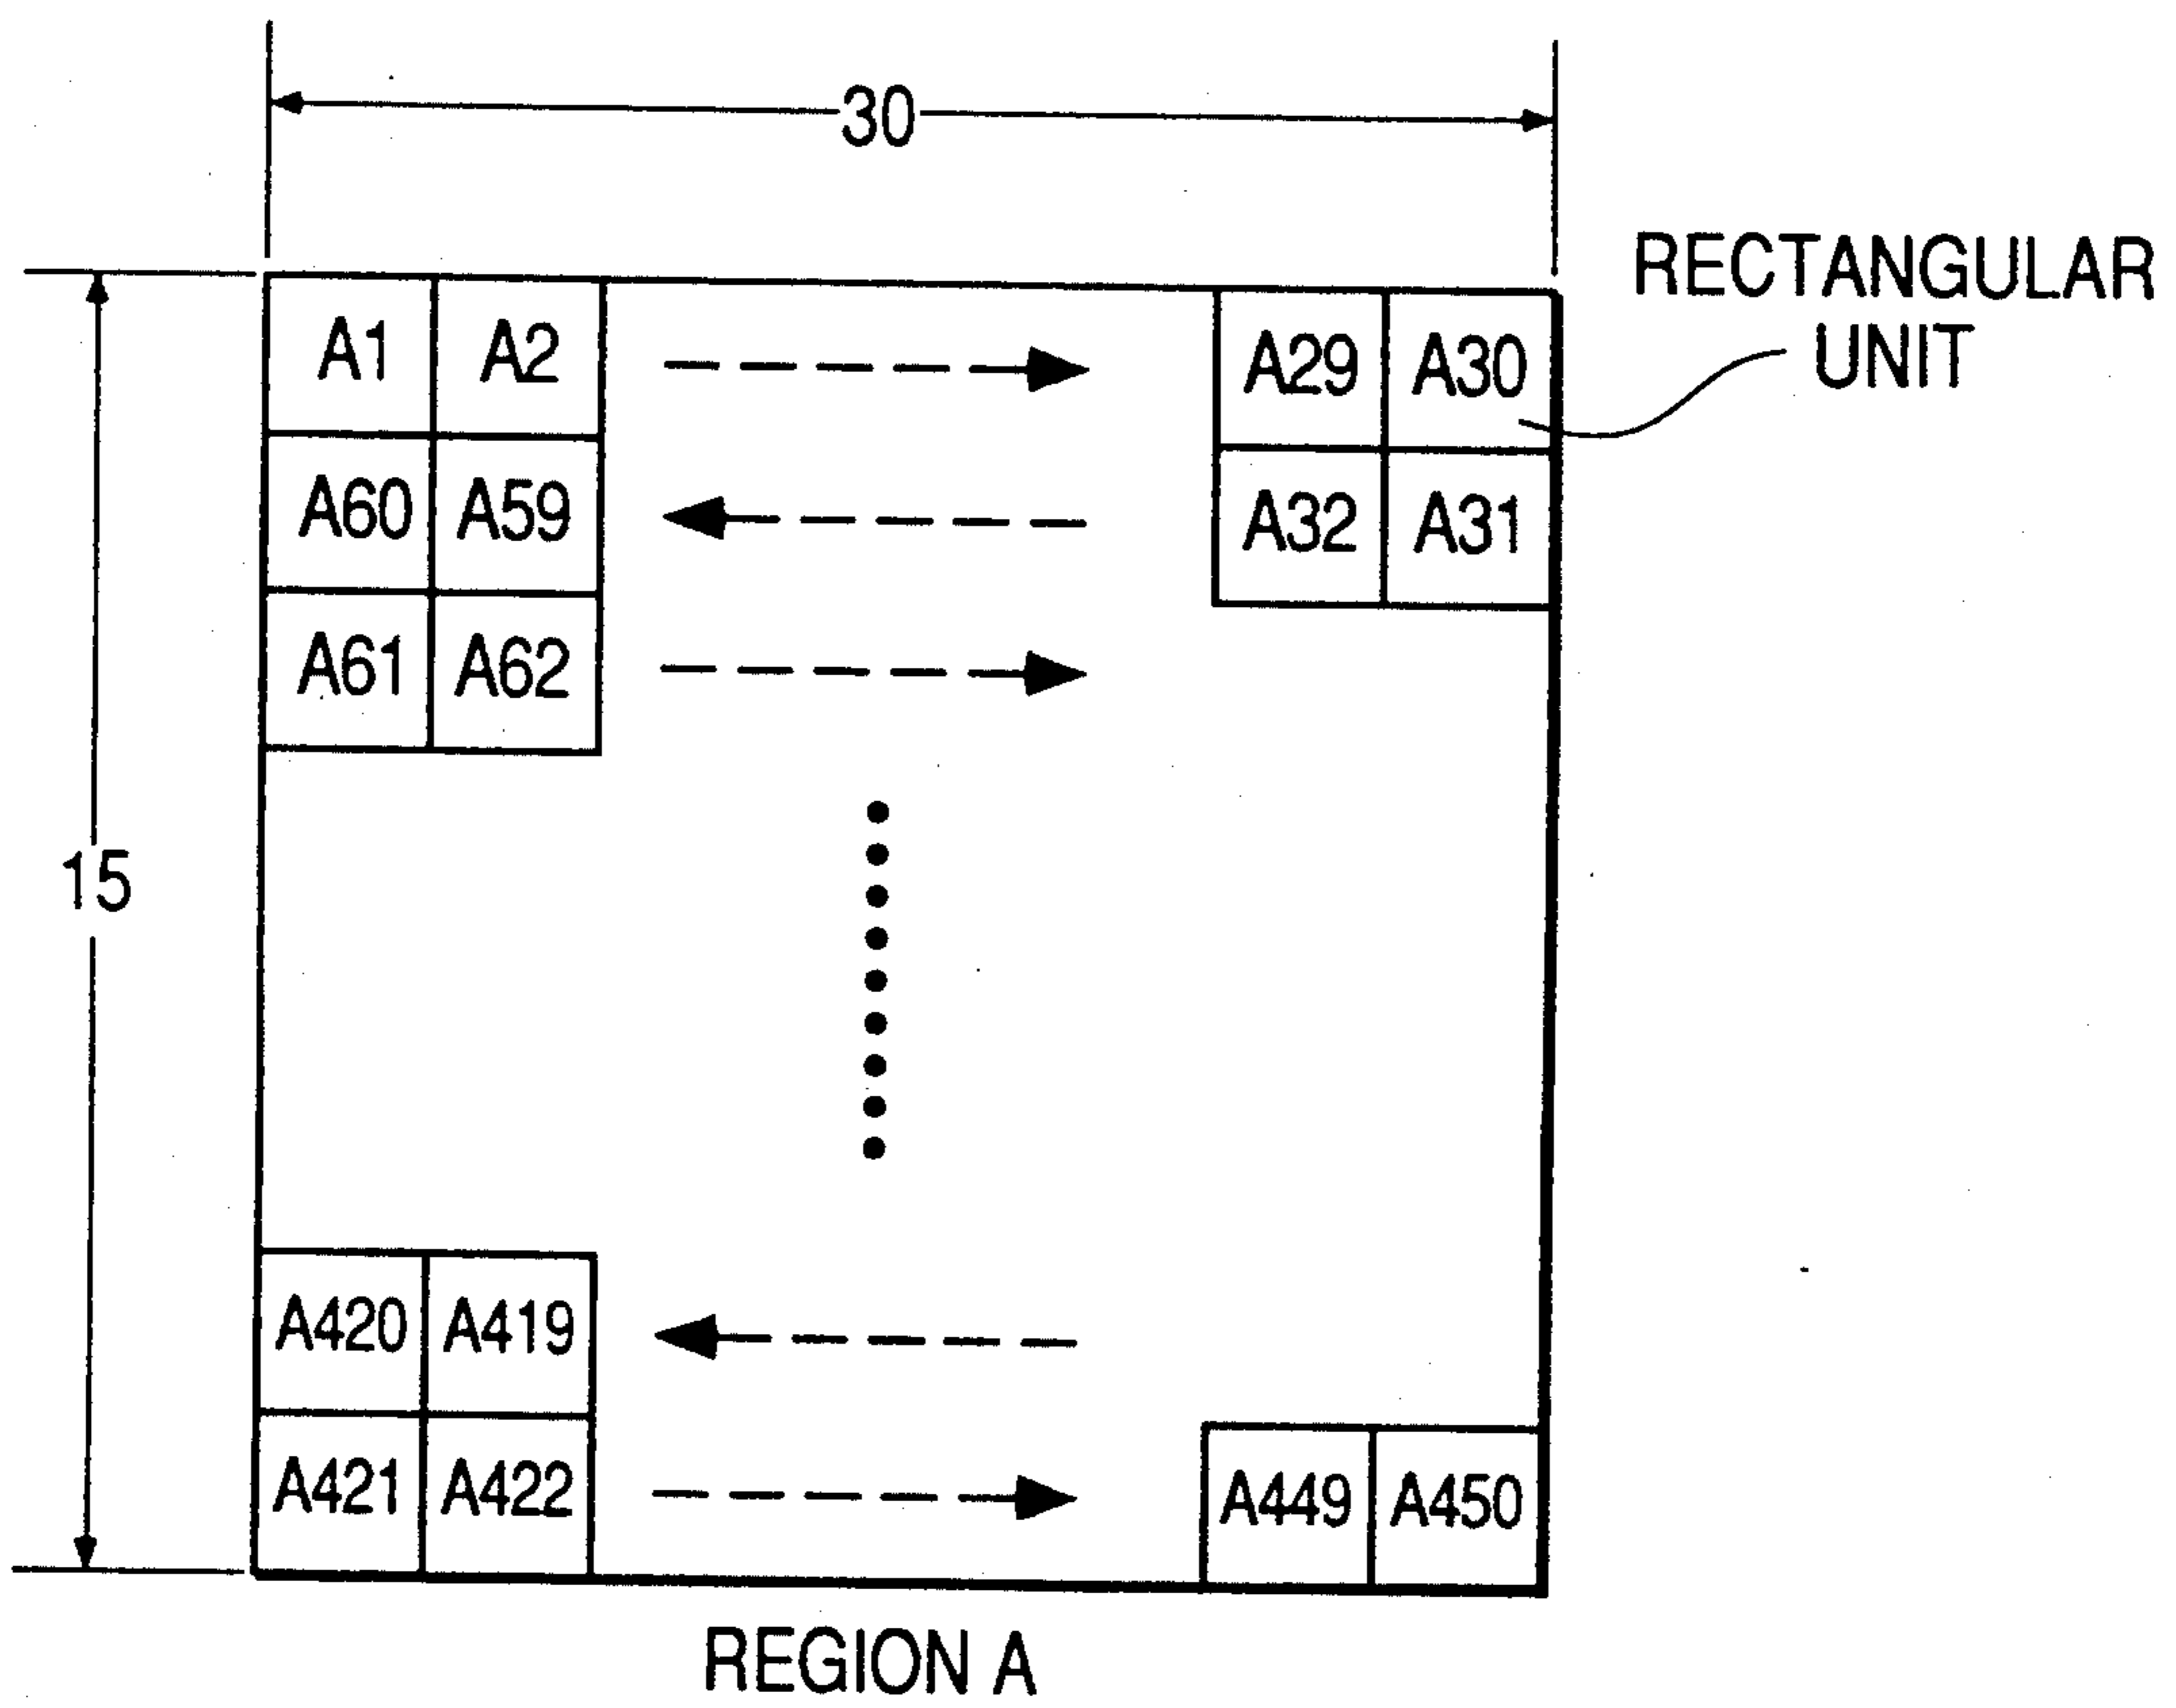 30
RECTANGULAR
UNIT
A1 A2 A29 A30
A60 A59 A32 A31
A61 A62
15
A420 A419
A421 A422 A449 A450
REGION A